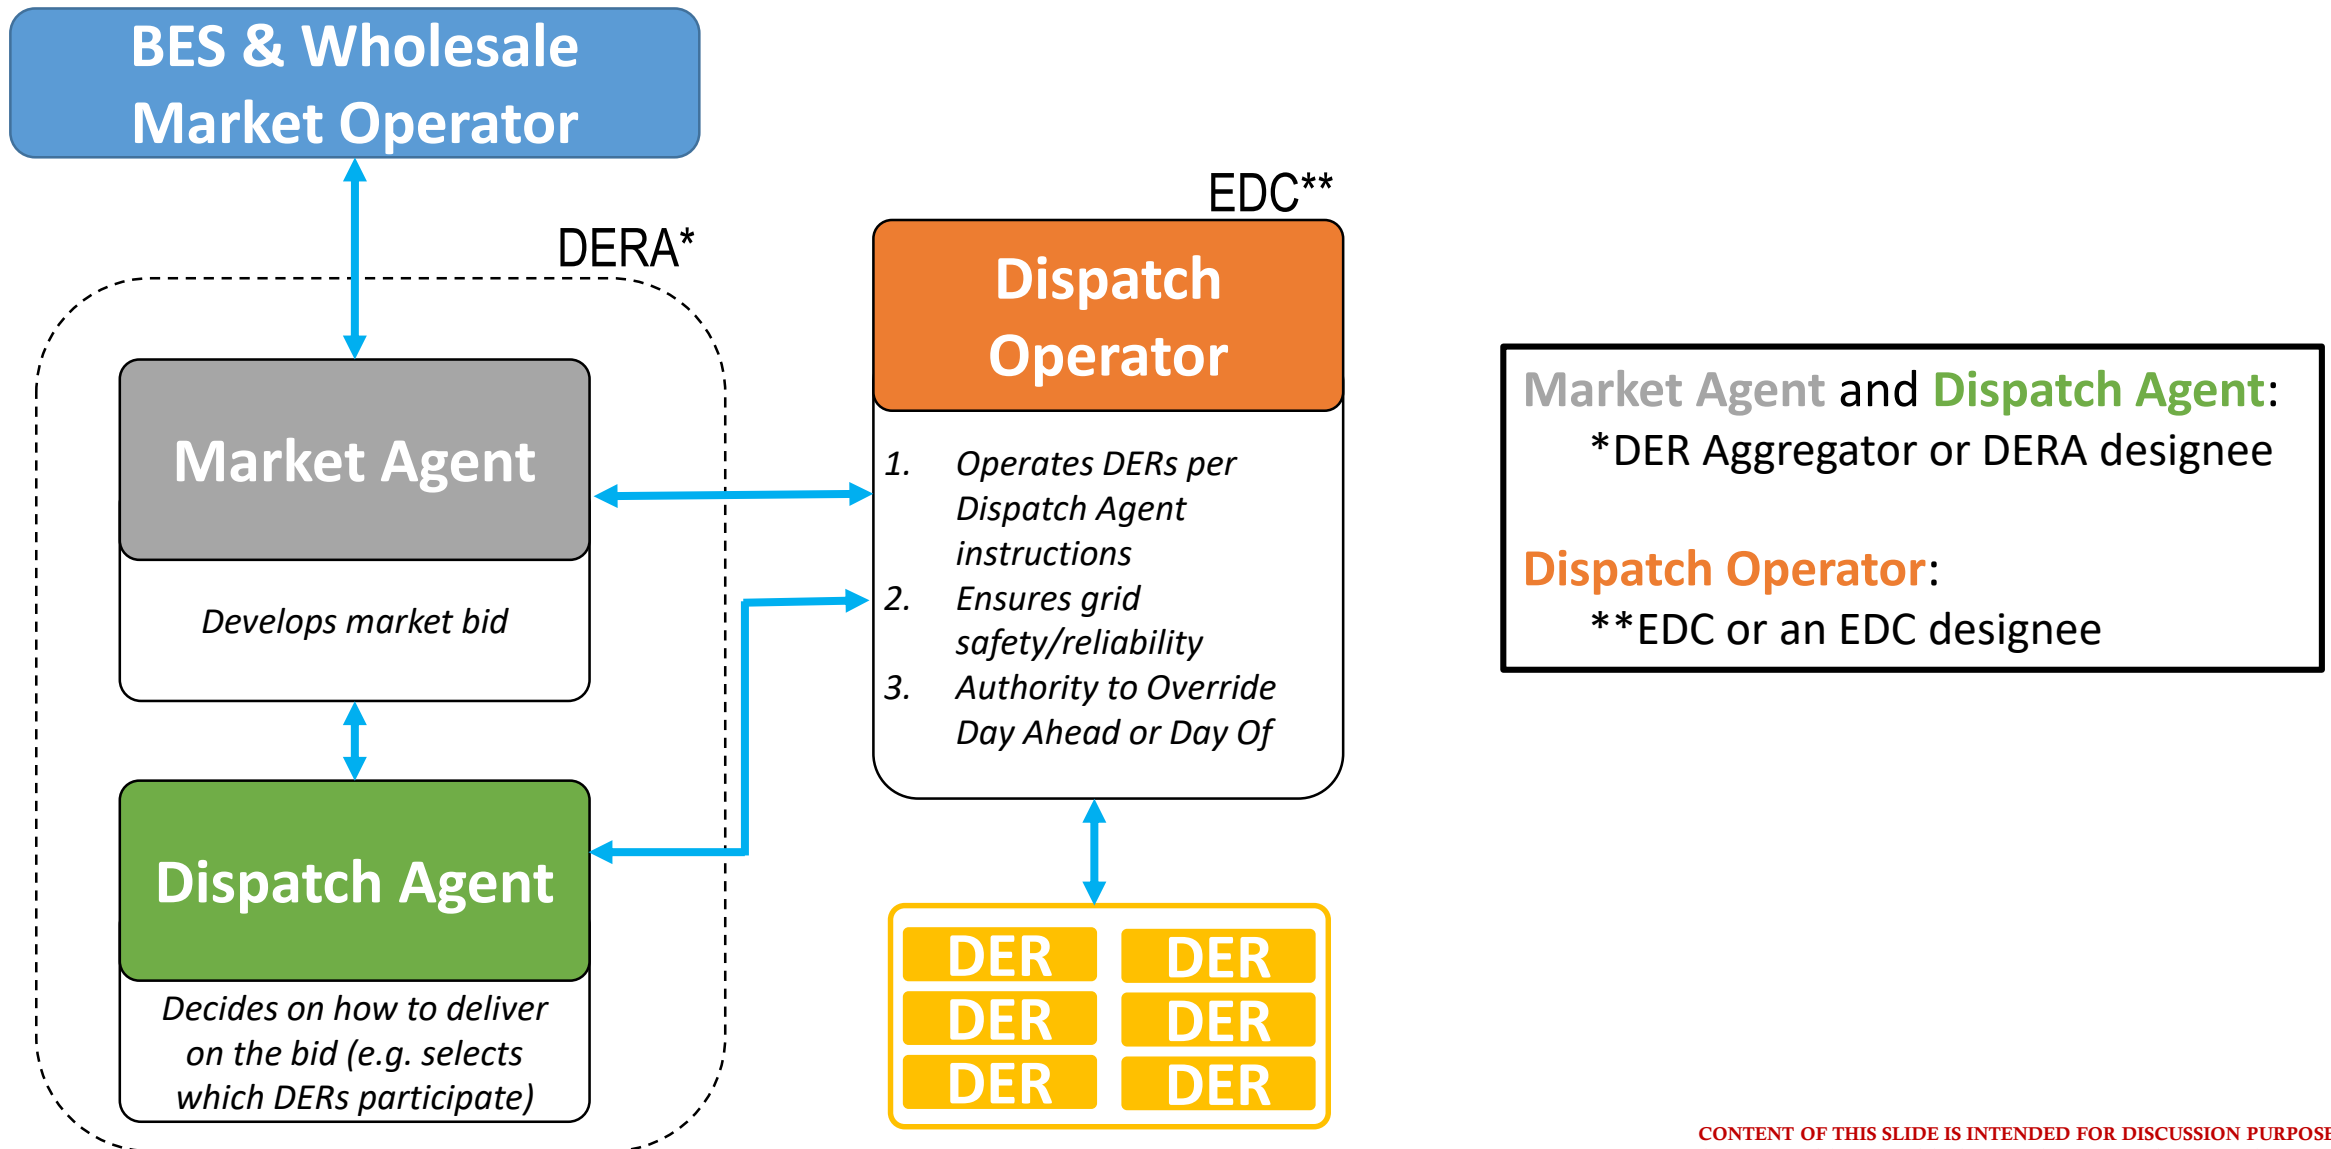 BES & Wholesale
Market Operator
DERA*
Market Agent
Develops market bid
Dispatch Agent
Decides on how to deliver
on the bid (e.g. selects
which DERs participate)
EDC**
Dispatch
Operator
1. Operates DERs per
Dispatch Agent
instructions
2. Ensures grid
safety/reliability
3. Authority to Override
Day Ahead or Day Of
DER DER
DER DER
DER DER
Market Agent and Dispatch Agent:
*DER Aggregator or DERA designee
Dispatch Operator:
**EDC or an EDC designee
CONTENT OF THIS SLIDE IS INTENDED FOR DISCUSSION PURPOSE